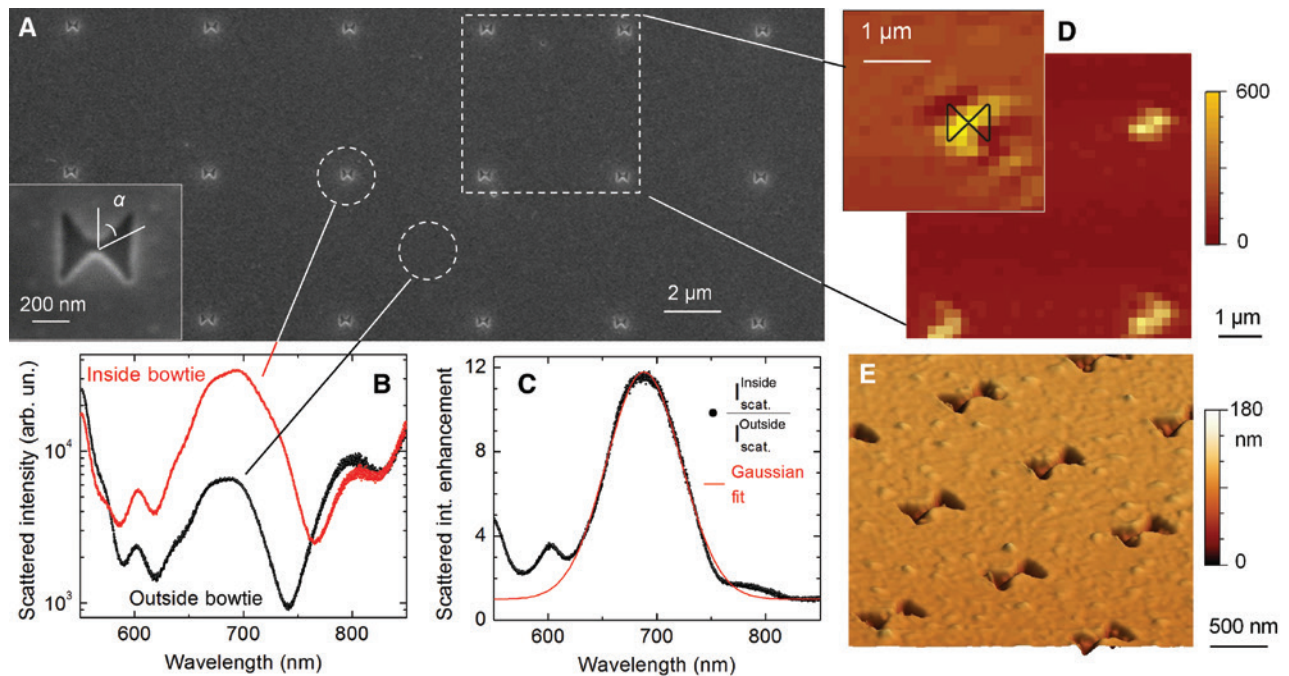 A
α
200 nm
2 µm
1 µm
D
600
0
1 µm
B
Inside bowtie
Outside bowtie
Scattered intensity (arb. un.)
10⁴
10³
600
700
800
Wavelength (nm)
C
Iᴵⁿˢⁱᵈᵉ scat.
Iᴼᵘᵗˢⁱᵈᵉ scat.
Gaussian
fit
Scattered int. enhancement
12
8
4
0
600
700
800
Wavelength (nm)
E
180
nm
0
500 nm